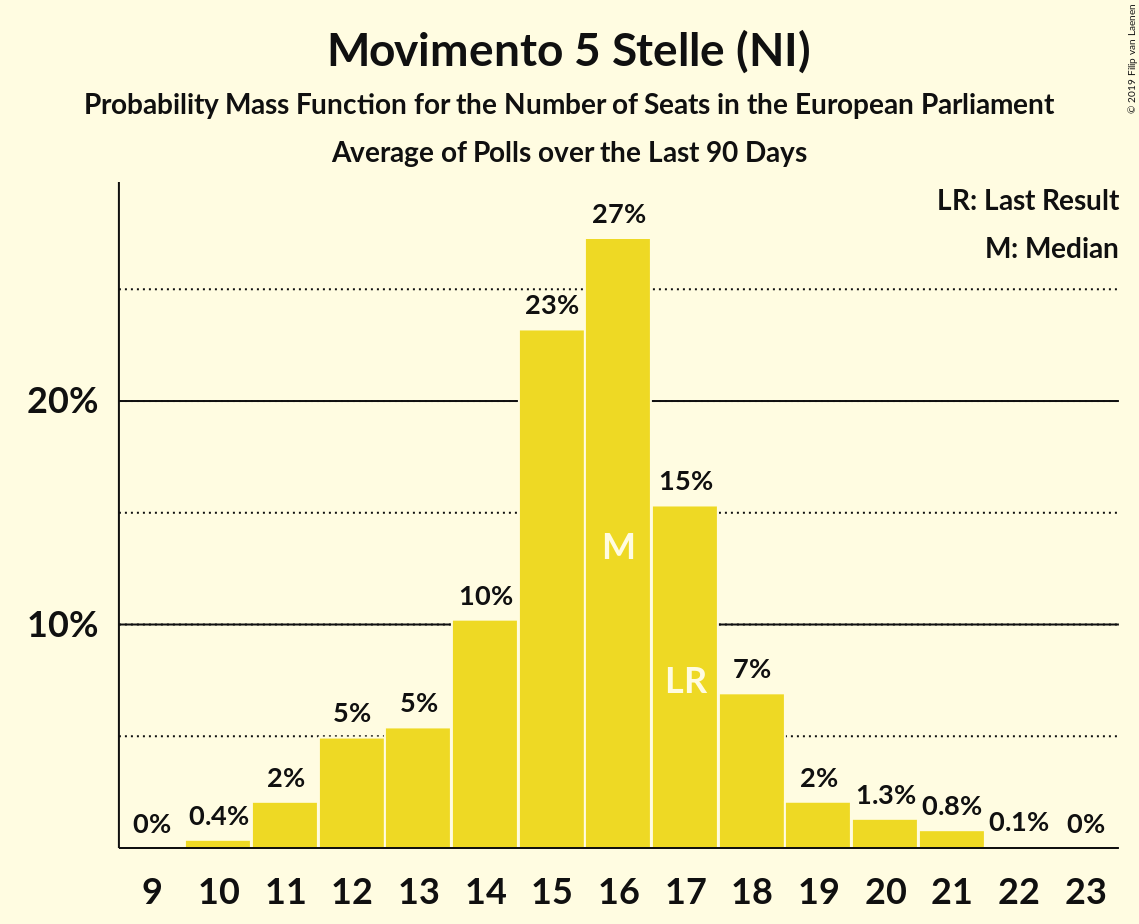 Movimento 5 Stelle (NI)
Probability Mass Function for the Number of Seats in the European Parliament
Average of Polls over the Last 90 Days
© 2019 Filip van Laenen
LR: Last Result
M: Median
27%
23%
20%
15%
M
10%
10%
LR
7%
5%
5%
2%
2%
1.3%
0.8%
0.4%
0.1%
0%
0%
9 10 11 12 13 14 15 16 17 18 19 20 21 22 23